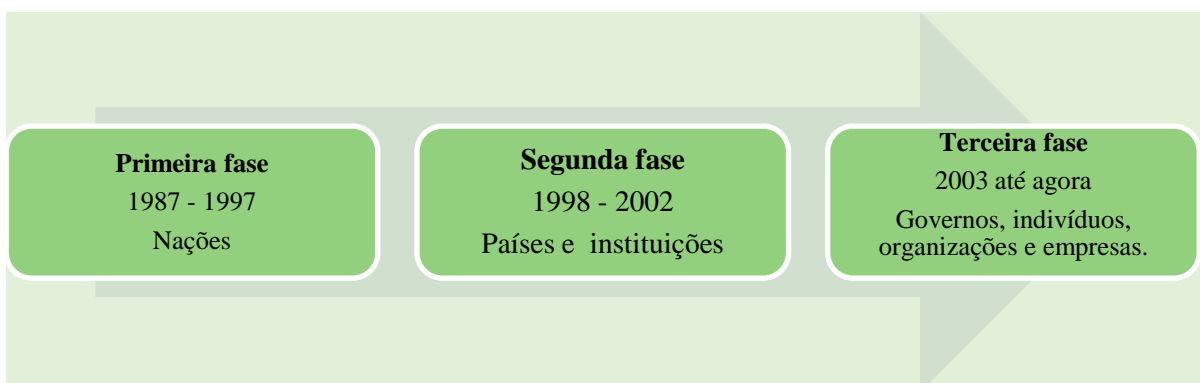 Primeira fase
1987 - 1997
Nações
Segunda fase
1998 - 2002
Países e instituições
Terceira fase
2003 até agora
Governos, indivíduos,
organizações e empresas.